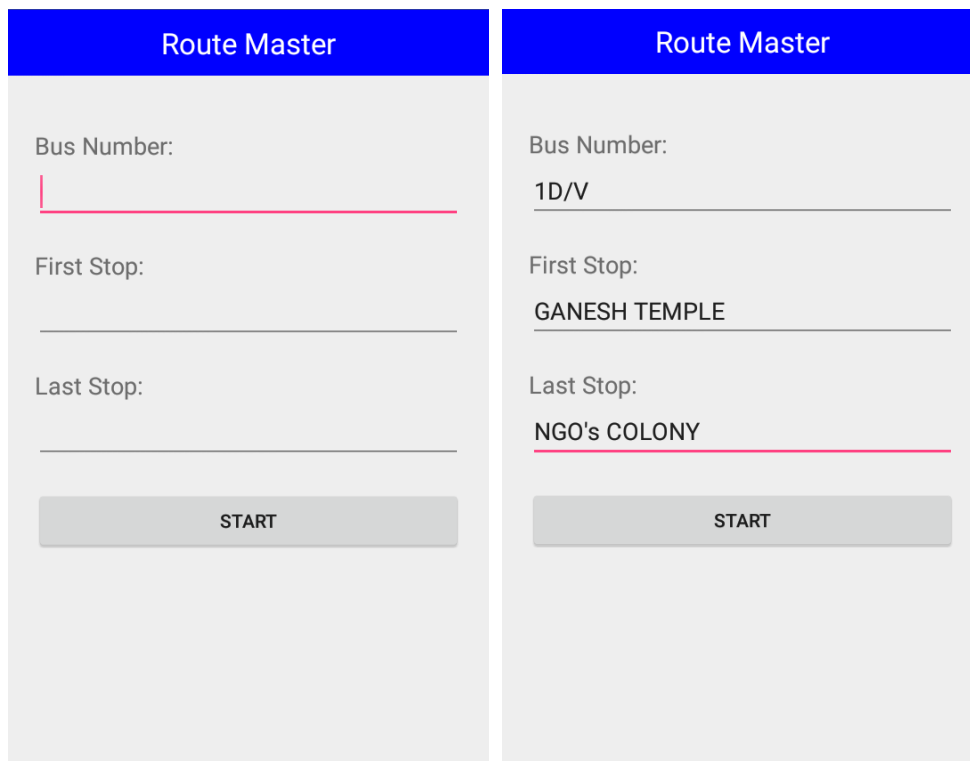 Route Master
Bus Number:
First Stop:
Last Stop:
START
Route Master
Bus Number:
1D/V
First Stop:
GANESH TEMPLE
Last Stop:
NGO's COLONY
START